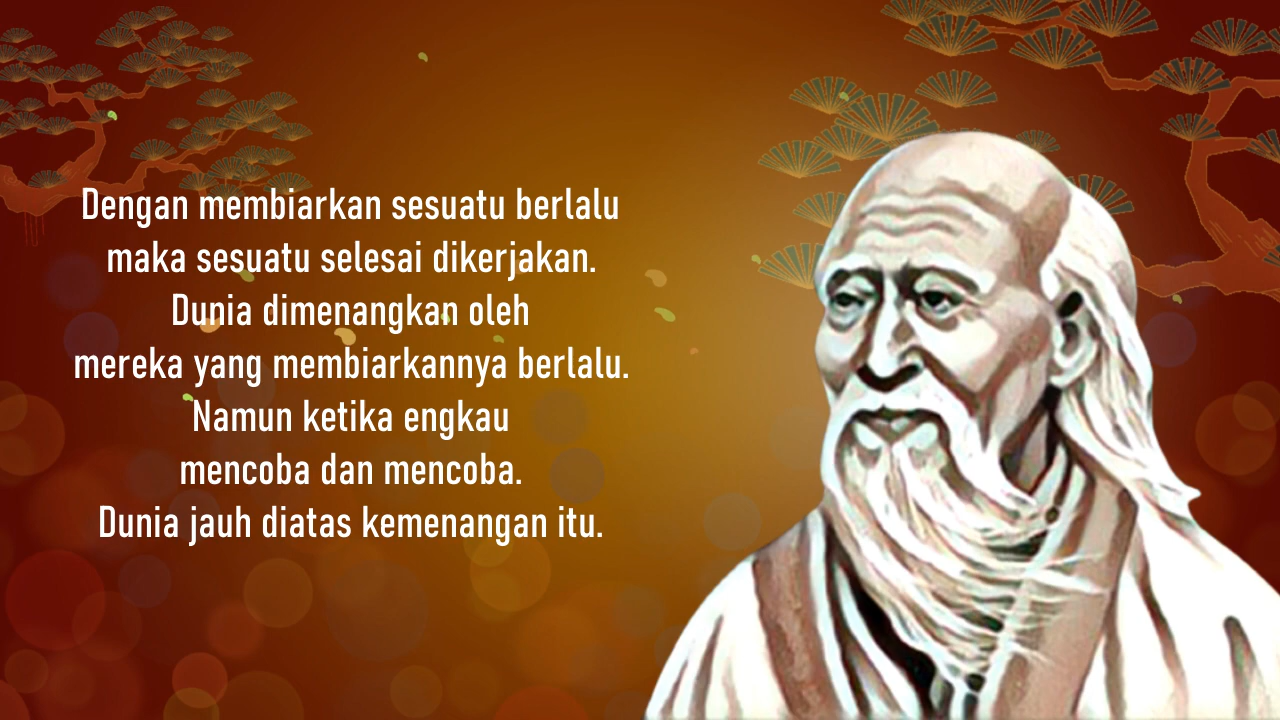 Dengan membiarkan sesuatu berlalu
maka sesuatu selesai dikerjakan.
Dunia dimenangkan oleh
mereka yang membiarkannya berlalu.
Namun ketika engkau
mencoba dan mencoba.
Dunia jauh diatas kemenangan itu.